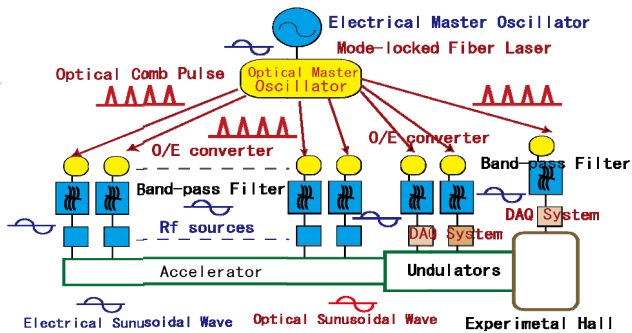 Electrical Master Oscillator
Mode-locked Fiber Laser
Optical Comb Pulse
Optical Master
Oscillator
O/E converter
O/E converter
Band-pass Filter
Band-pass Filter
Rf sources
DAQ System
DAQ System
Accelerator
Undulators
Electrical Sunusoidal Wave
Optical Sunusoidal Wave
Experimetal Hall